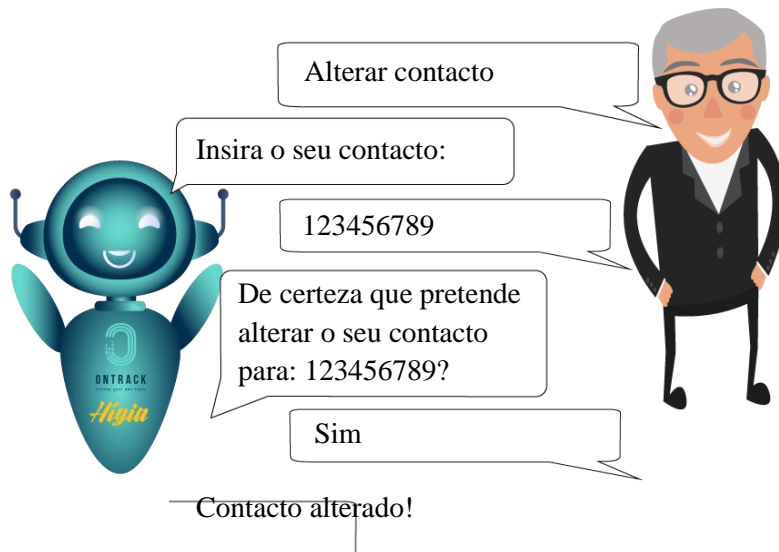 Alterar contacto
Insira o seu contacto:
123456789
De certeza que pretende
alterar o seu contacto
para: 123456789?
ONTRACK
Hígia
Sim
Contacto alterado!